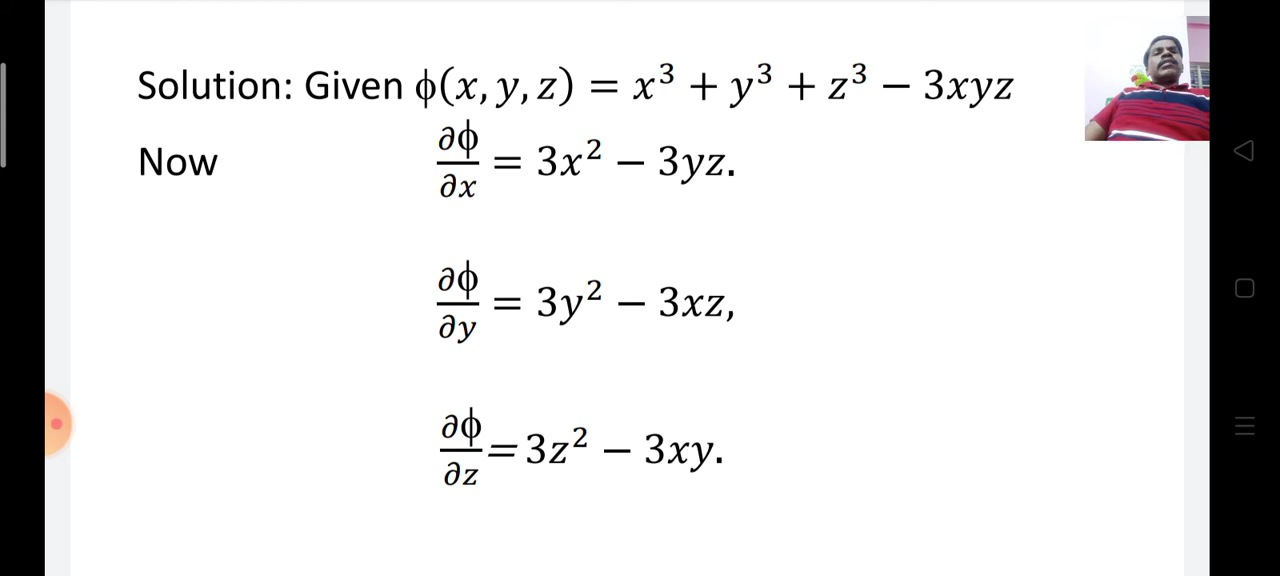 Solution: Given ϕ(x, y, z) = x³ + y³ + z³ − 3xyz
Now ∂ϕ/∂x = 3x² − 3yz.
∂ϕ/∂y = 3y² − 3xz,
∂ϕ/∂z = 3z² − 3xy.